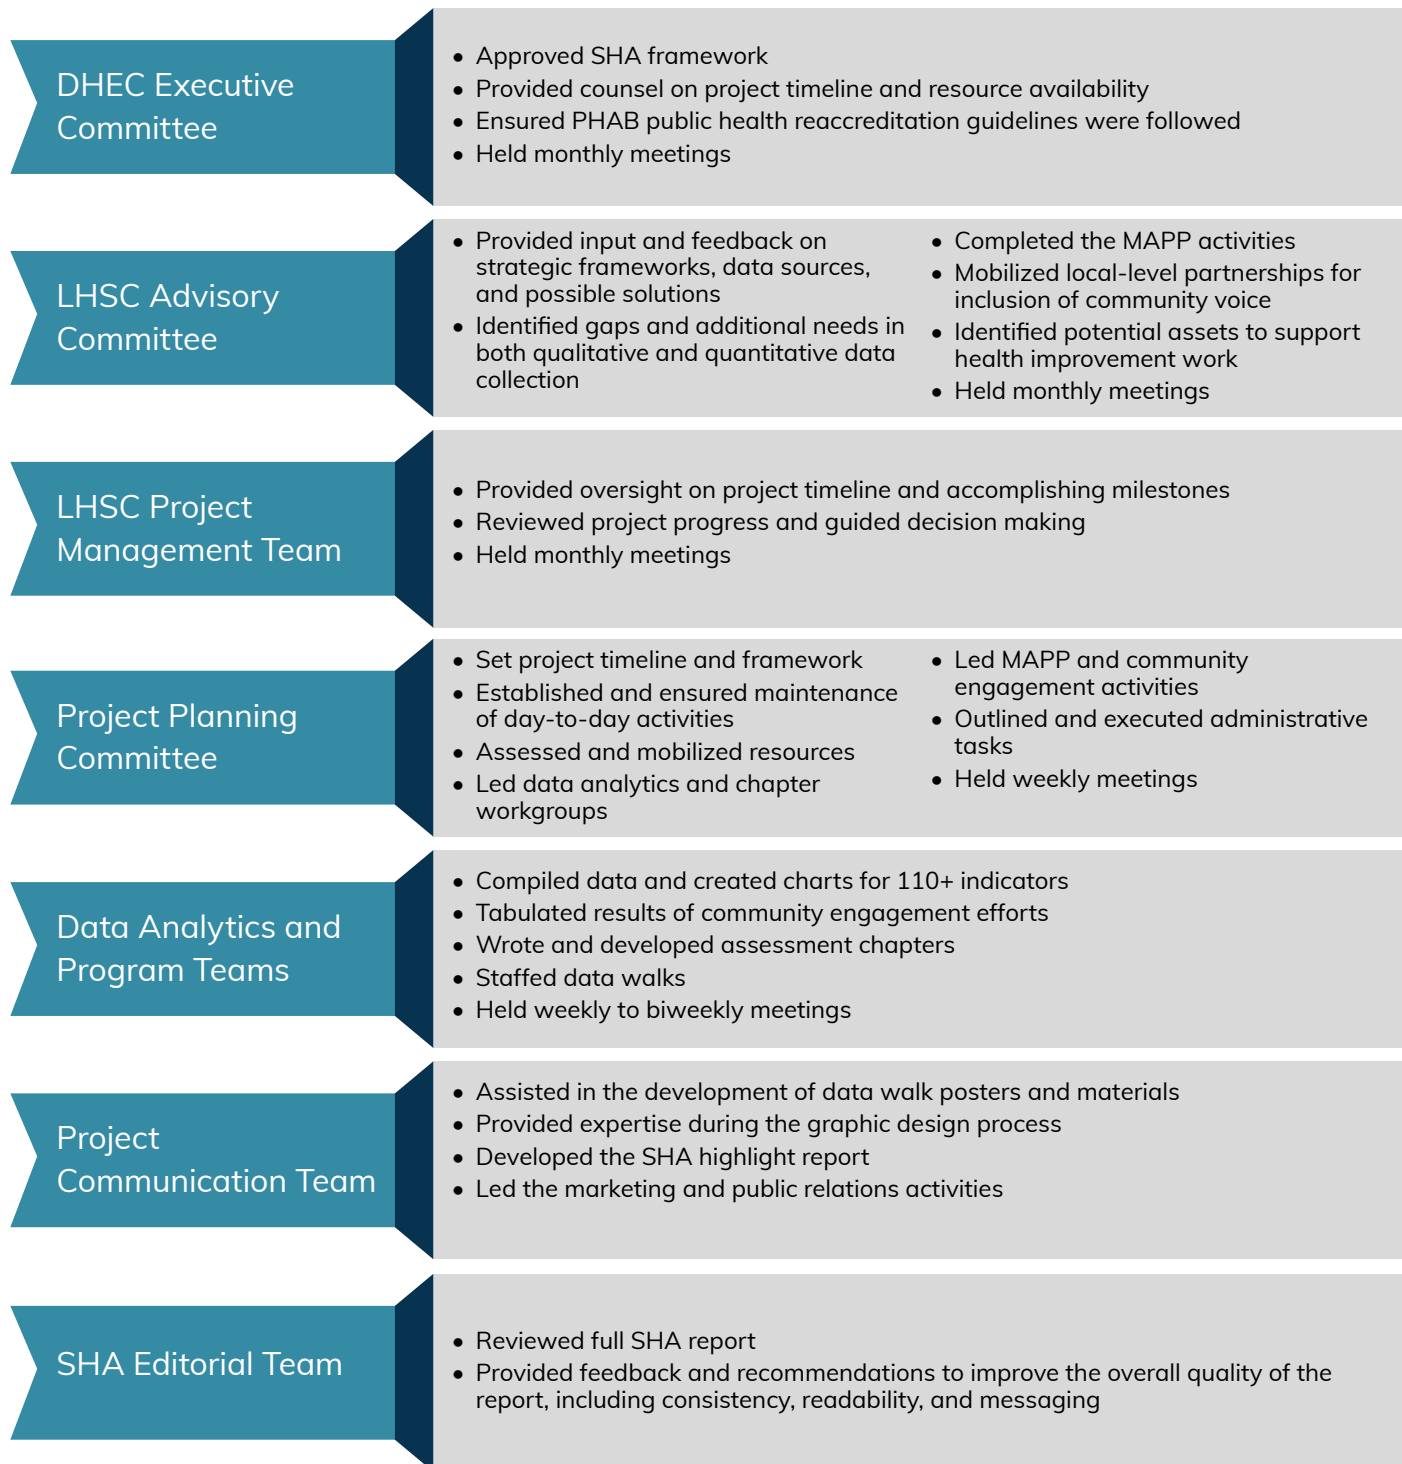 DHEC Executive
Committee
• Approved SHA framework
• Provided counsel on project timeline and resource availability
• Ensured PHAB public health reaccreditation guidelines were followed
• Held monthly meetings
LHSC Advisory
Committee
• Provided input and feedback on
strategic frameworks, data sources,
and possible solutions
• Identified gaps and additional needs in
both qualitative and quantitative data
collection
• Completed the MAPP activities
• Mobilized local-level partnerships for
inclusion of community voice
• Identified potential assets to support
health improvement work
• Held monthly meetings
LHSC Project
Management Team
• Provided oversight on project timeline and accomplishing milestones
• Reviewed project progress and guided decision making
• Held monthly meetings
Project Planning
Committee
• Set project timeline and framework
• Established and ensured maintenance
of day-to-day activities
• Assessed and mobilized resources
• Led data analytics and chapter
workgroups
• Led MAPP and community
engagement activities
• Outlined and executed administrative
tasks
• Held weekly meetings
Data Analytics and
Program Teams
• Compiled data and created charts for 110+ indicators
• Tabulated results of community engagement efforts
• Wrote and developed assessment chapters
• Staffed data walks
• Held weekly to biweekly meetings
Project
Communication Team
• Assisted in the development of data walk posters and materials
• Provided expertise during the graphic design process
• Developed the SHA highlight report
• Led the marketing and public relations activities
SHA Editorial Team
• Reviewed full SHA report
• Provided feedback and recommendations to improve the overall quality of the
report, including consistency, readability, and messaging